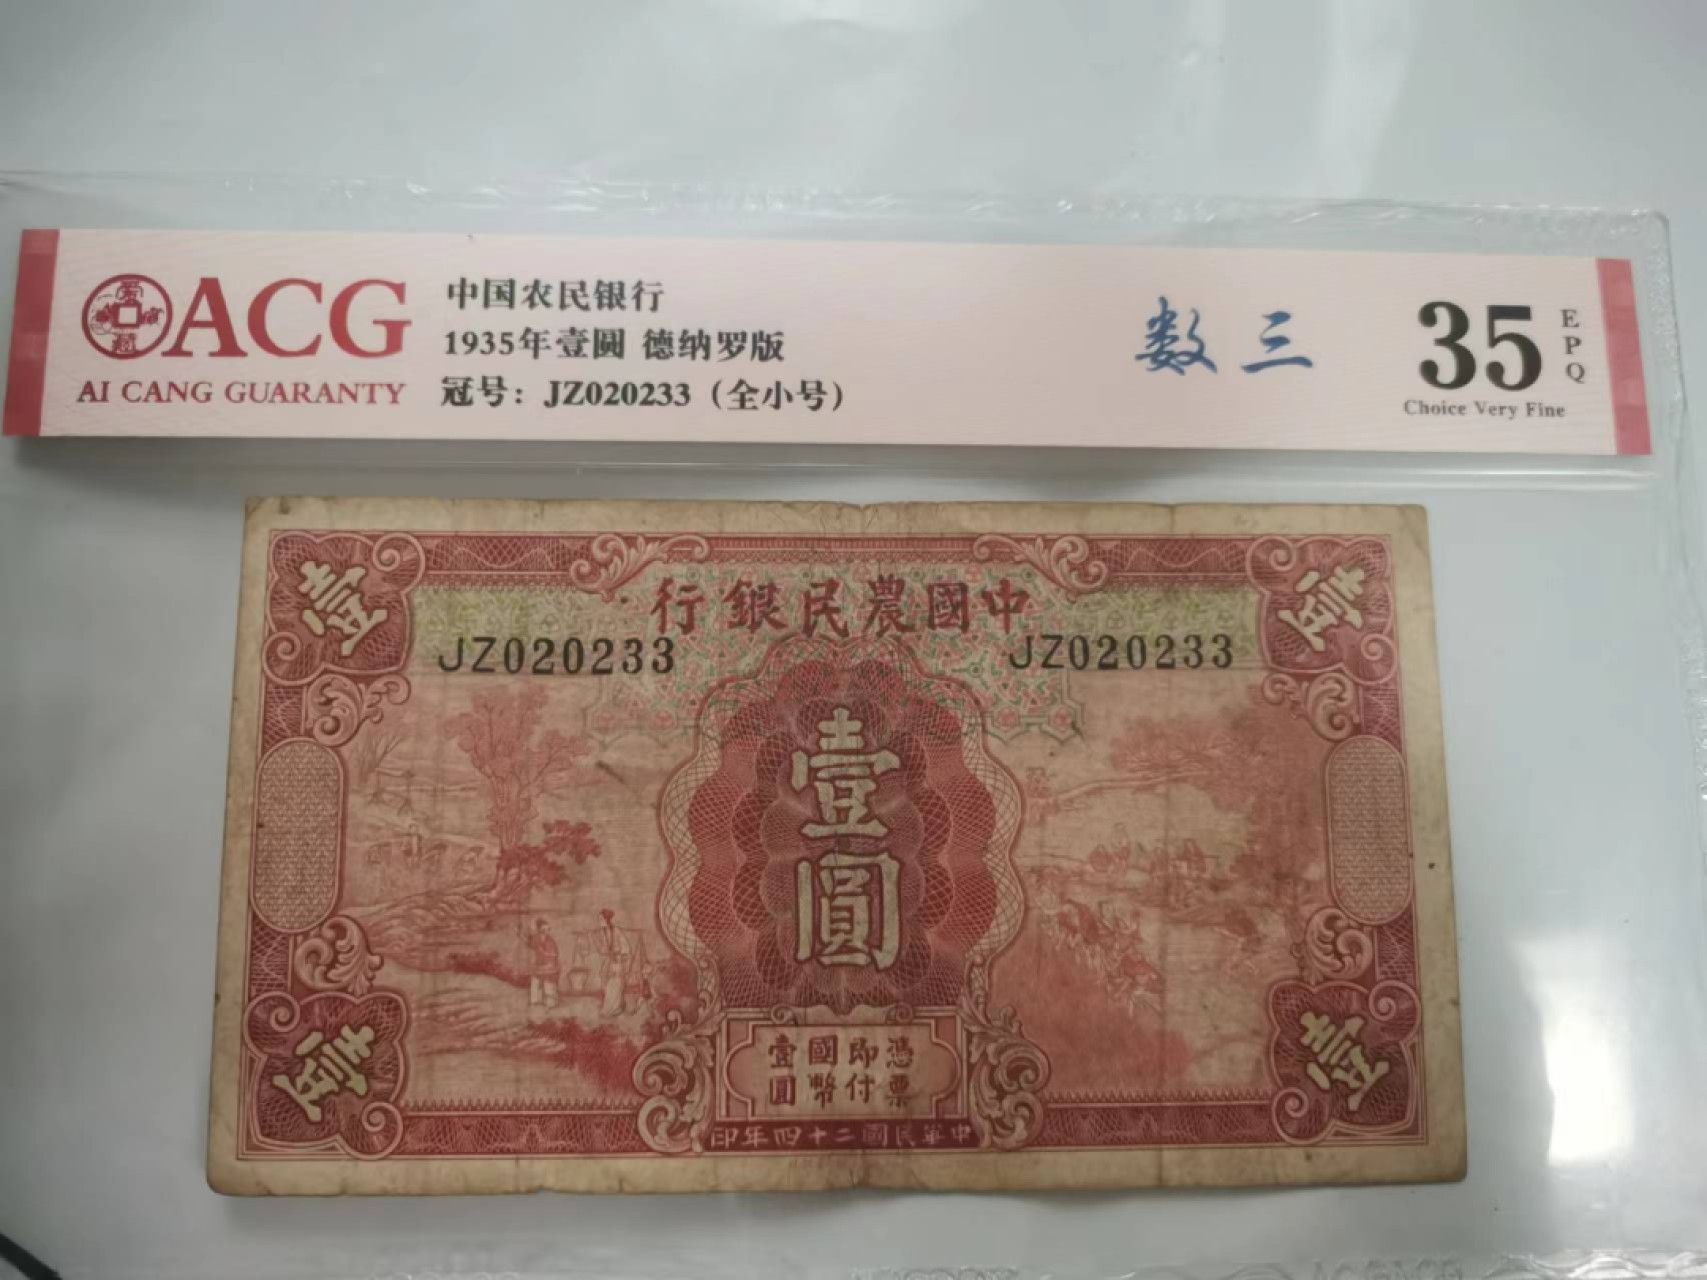 ACG
AI CANG GUARANTY
中国农民银行
1935年壹圆 德纳罗版
冠号：JZ020233（全小号）
数三
35
EPQ
Choice Very Fine
行銀民農國中
壹
壹
JZ020233
JZ020233
壹圓
憑票
即付
國幣
壹圓
印年四十二國民華中
壹
壹